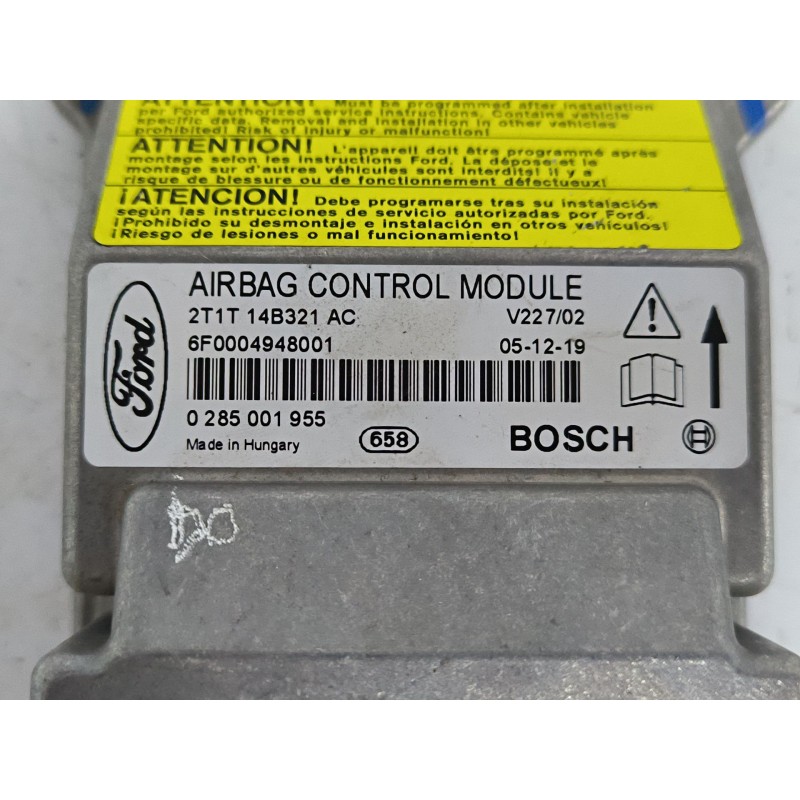 ATTENTION! Must be programmed after installation
per Ford authorized service instructions. Contains vehicle
specific data. Removal and installation in other vehicles
prohibited! Risk of injury or malfunction!
ATTENTION! L'appareil doit être programmé après
montage selon les instructions Ford. La dépose et le
montage sur d'autres véhicules sont interdits! il y a
risque de blessure ou de fonctionnement défectueux!
¡ATENCION! Debe programarse tras su instalación
según las instrucciones de servicio autorizadas por Ford.
¡Prohibido su desmontaje e instalación en otros vehículos!
¡Riesgo de lesiones o mal funcionamiento!
Ford
AIRBAG CONTROL MODULE
2T1T 14B321 AC V227/02
6F0004948001 05-12-19
0 285 001 955
Made in Hungary 658 BOSCH